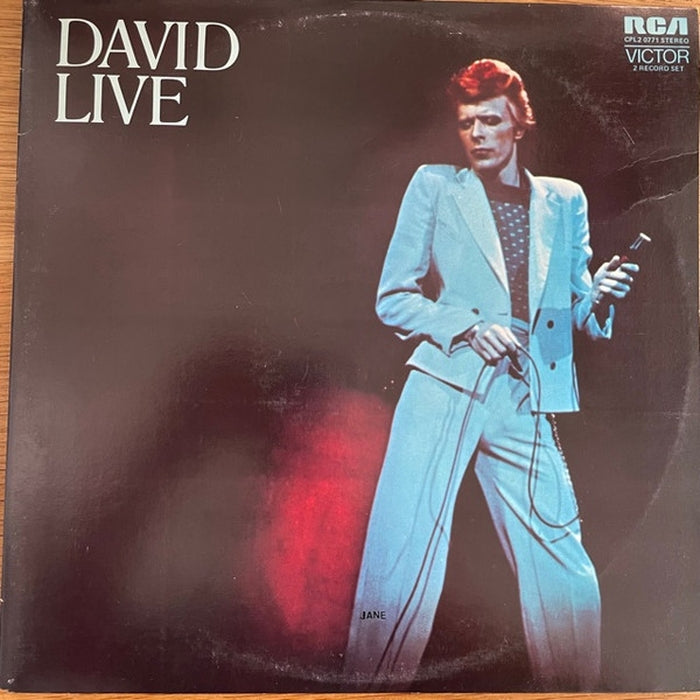 DAVID
LIVE
RCA
CPL2 0771 STEREO
VICTOR
2 RECORD SET
JANE